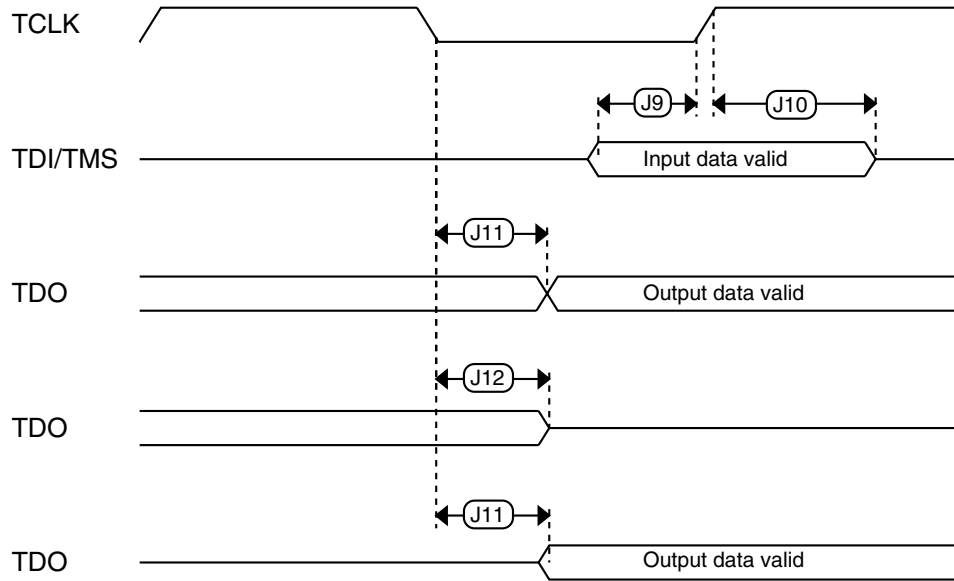 TCLK
J9
J10
TDI/TMS
Input data valid
J11
TDO
Output data valid
J12
TDO
J11
TDO
Output data valid